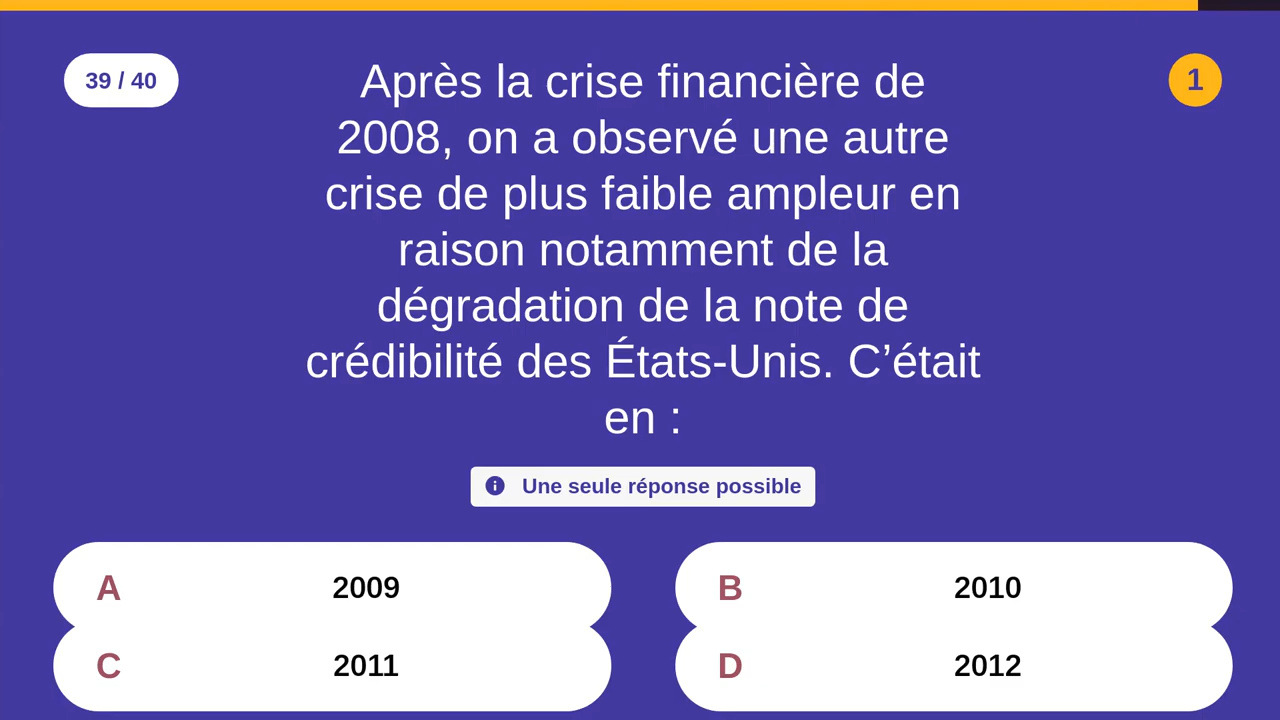 39 / 40
1
Après la crise financière de
2008, on a observé une autre
crise de plus faible ampleur en
raison notamment de la
dégradation de la note de
crédibilité des États-Unis. C’était
en :
Une seule réponse possible
A 2009
B 2010
C 2011
D 2012